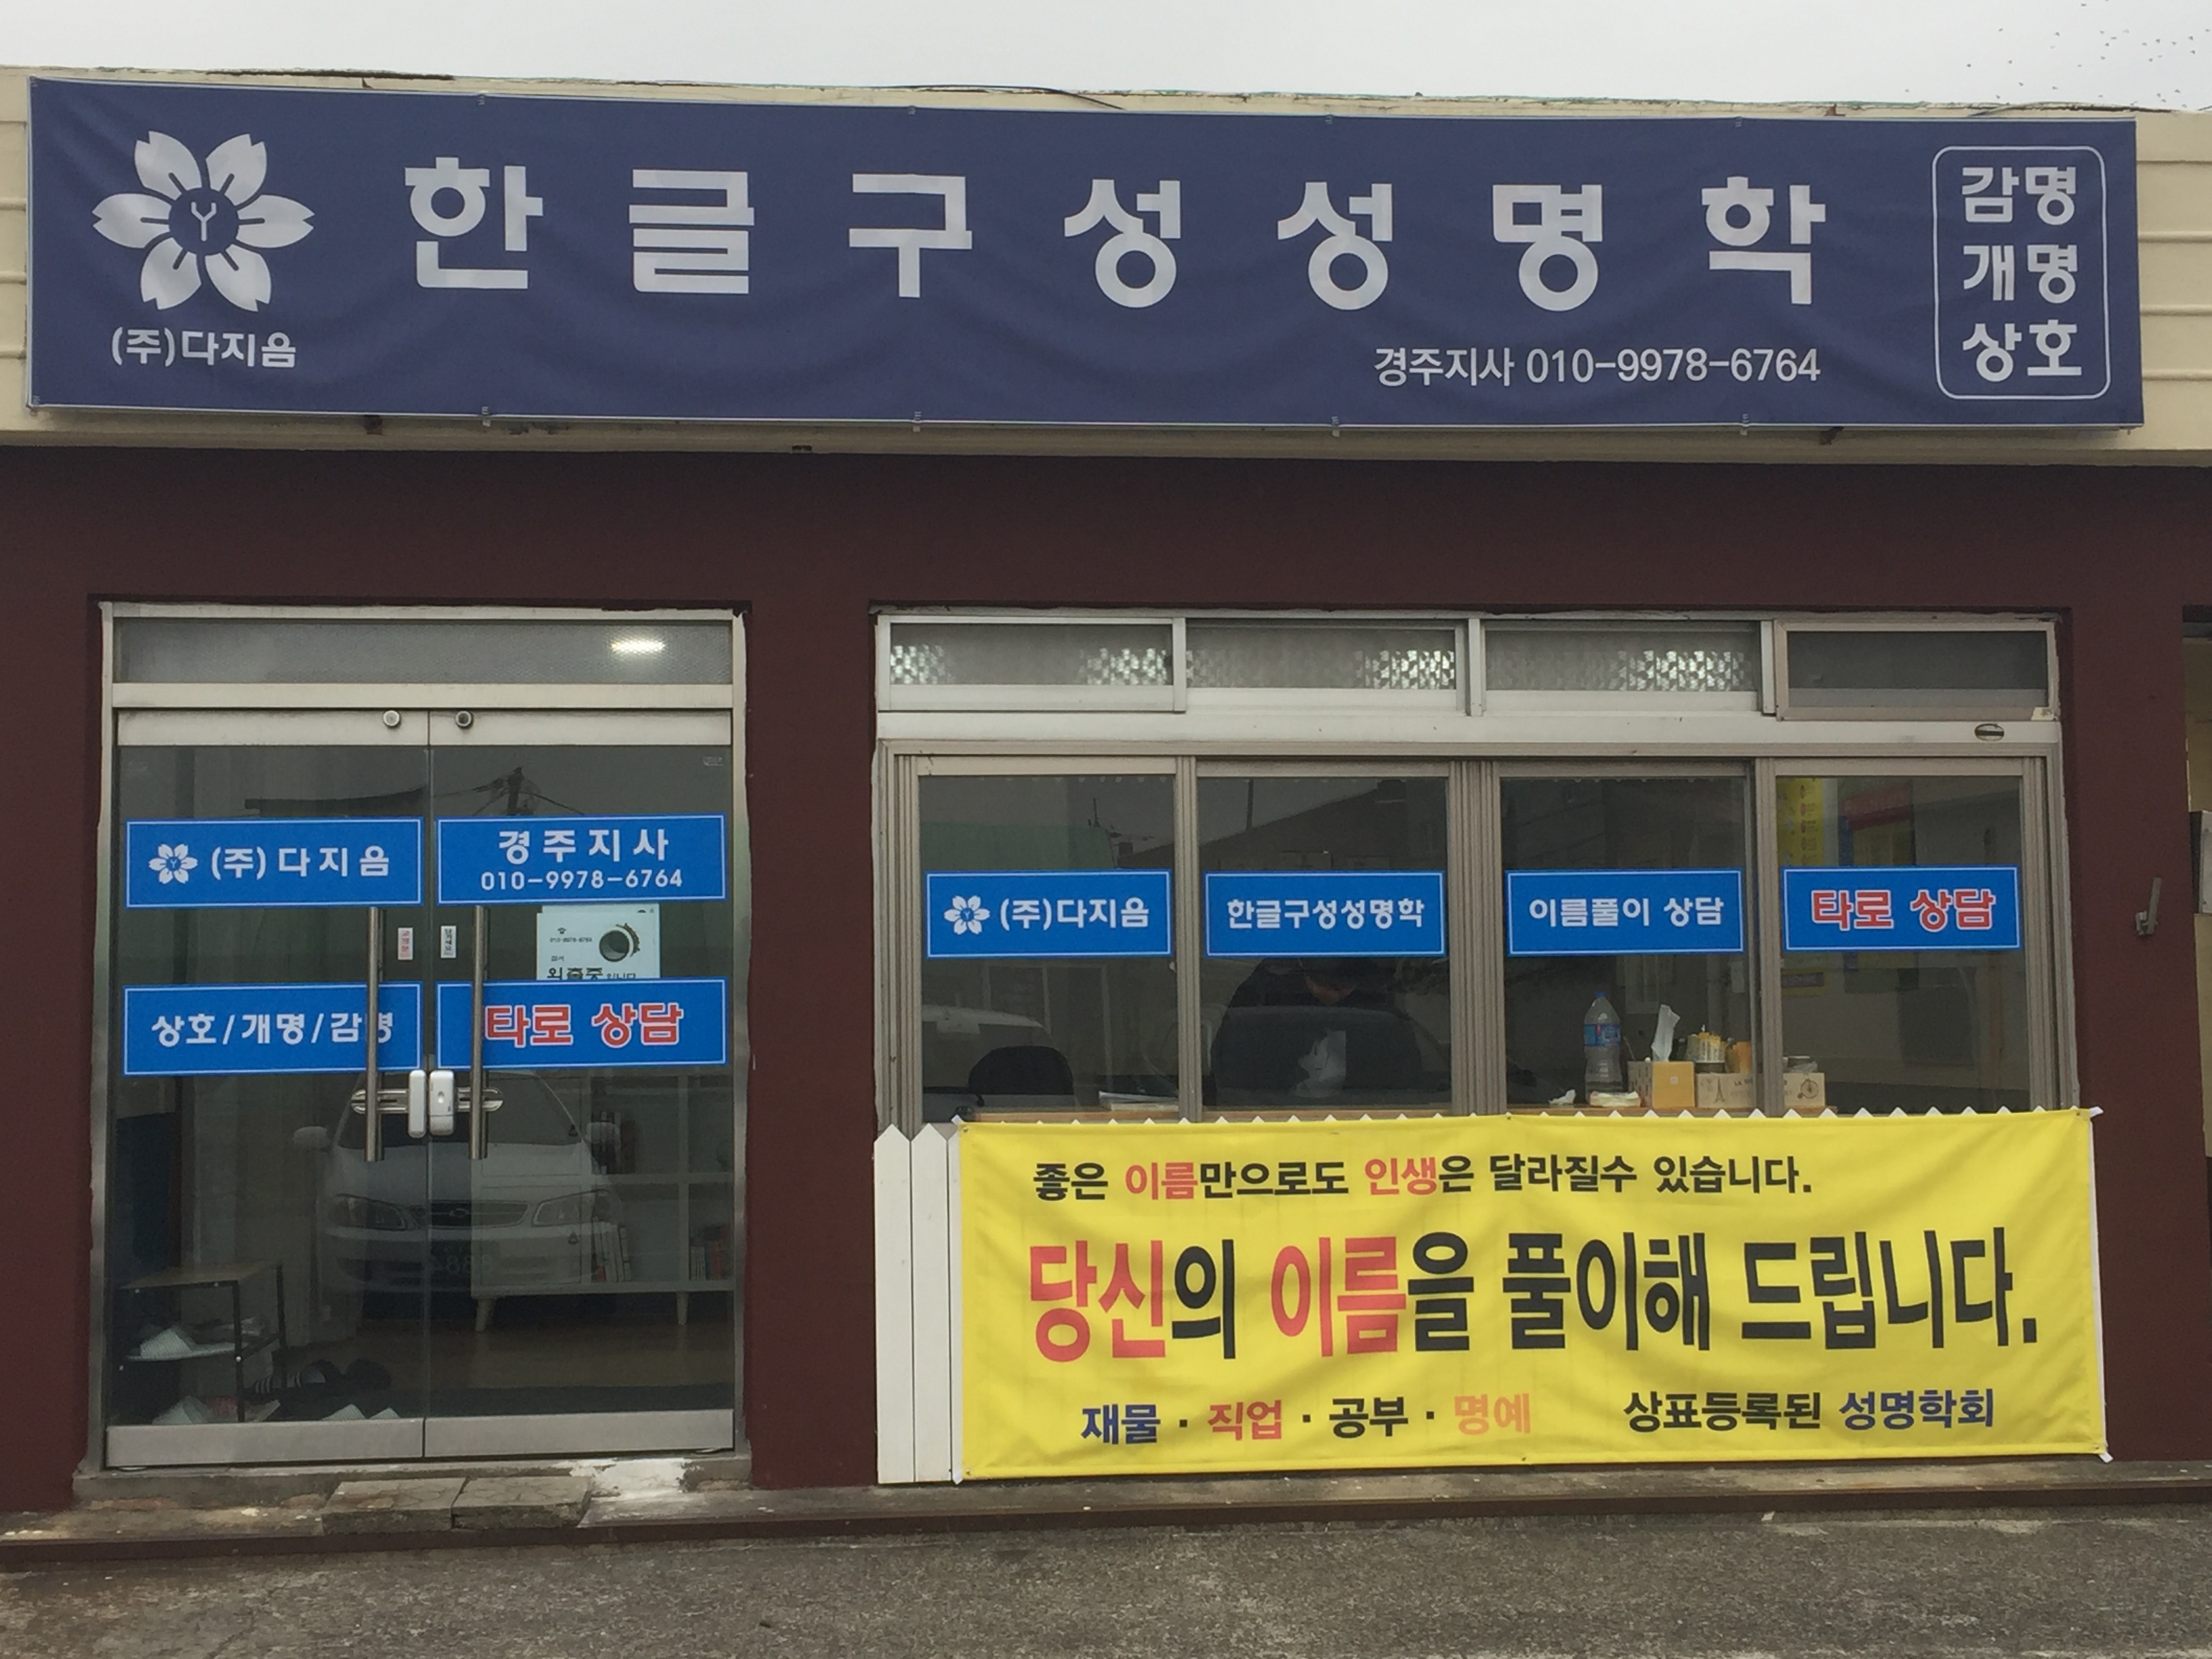 한글구성성명학
(주)다지음
경주지사 010-9978-6764
감명
개명
상호
(주)다지음
경주지사
010-9978-6764
외출중
상호/개명/감명
타로 상담
(주)다지음
한글구성성명학
이름풀이 상담
타로 상담
좋은 이름만으로도 인생은 달라질수 있습니다.
당신의 이름을 풀이해 드립니다.
재물 · 직업 · 공부 · 명예 상표등록된 성명학회